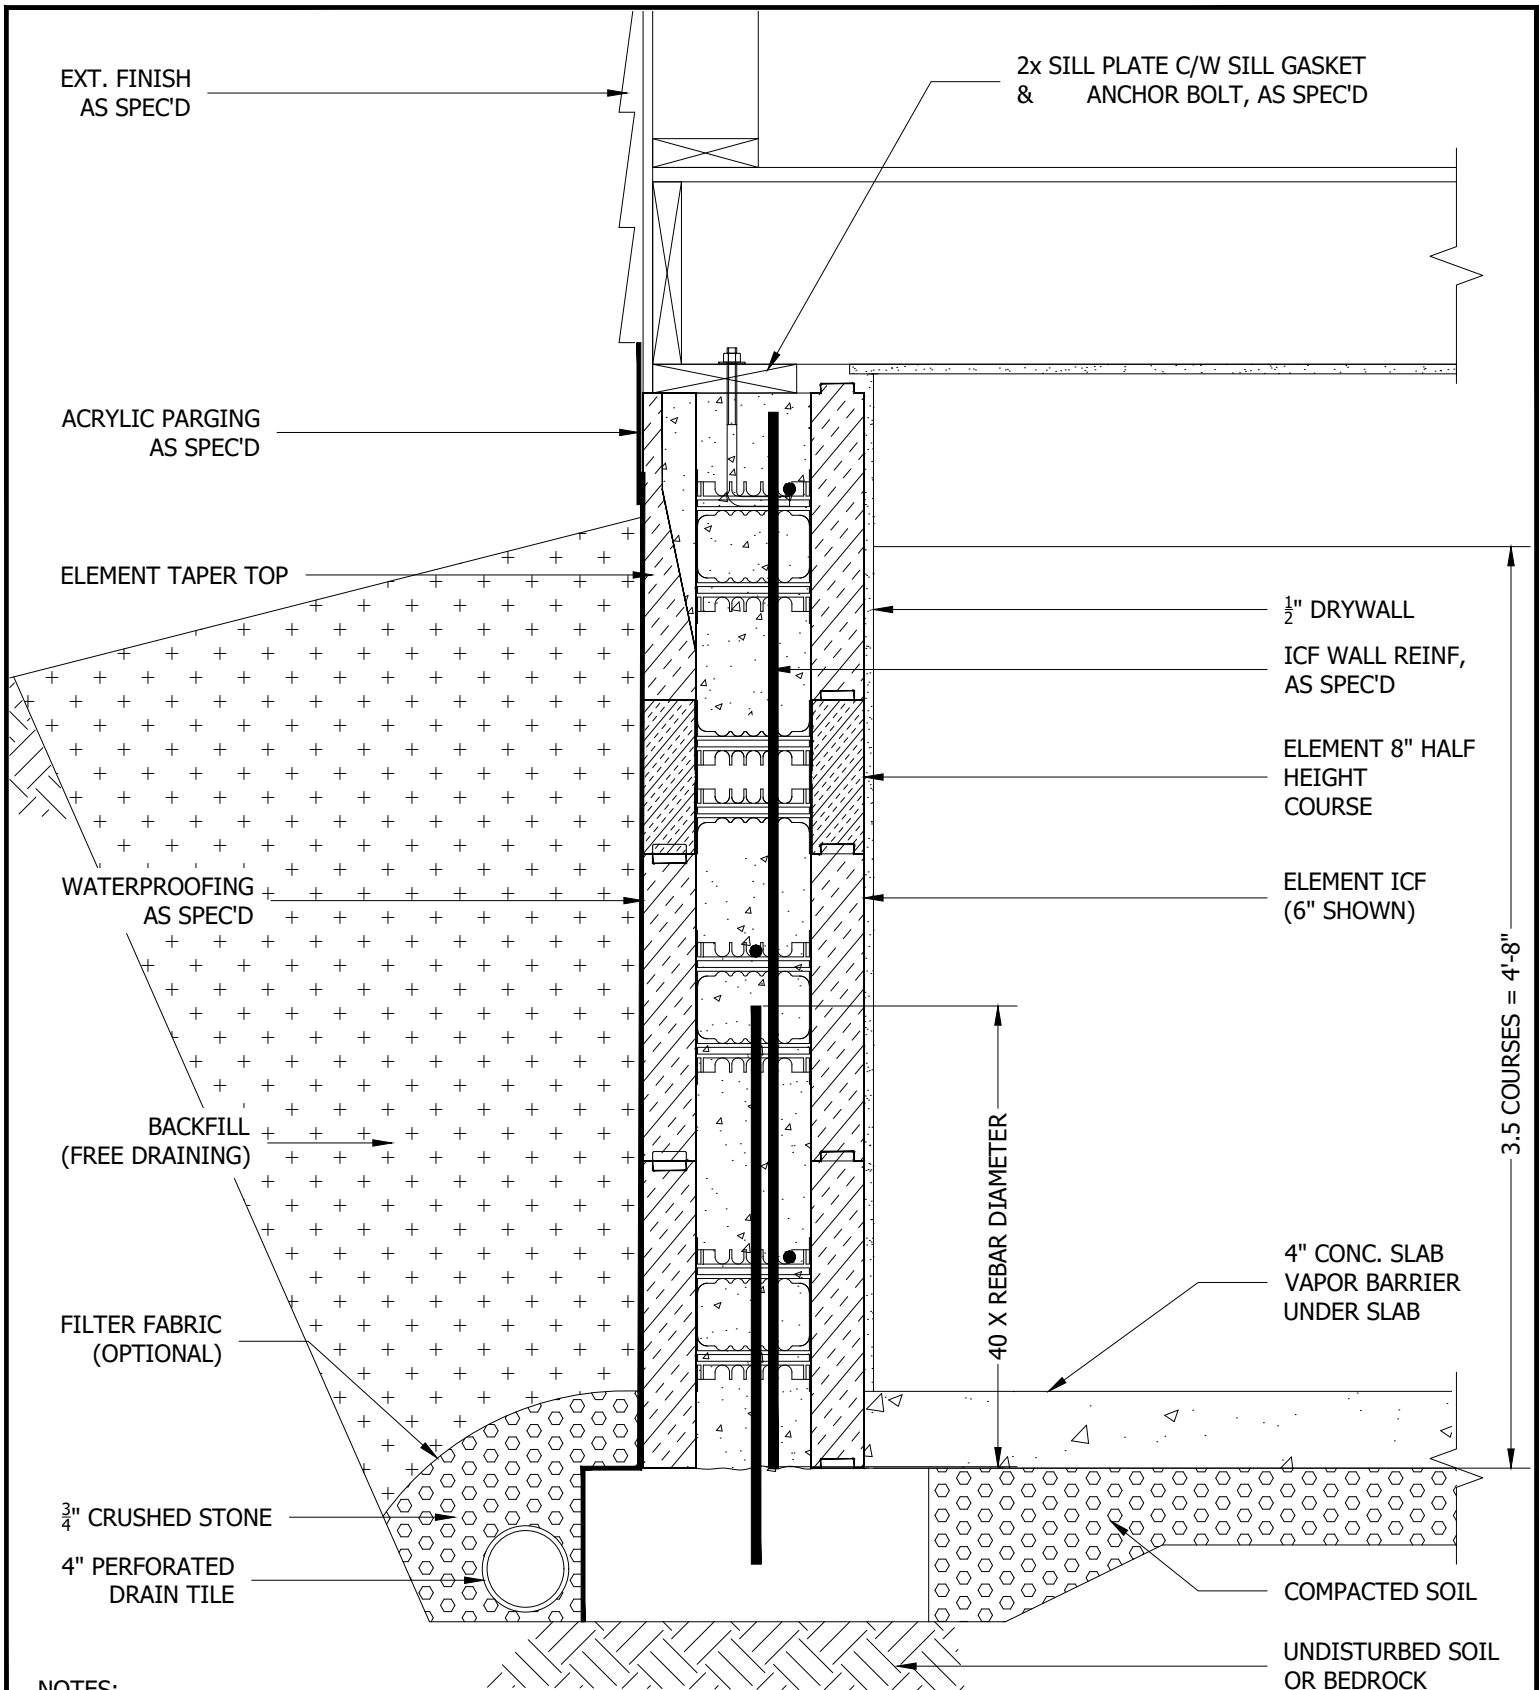 EXT. FINISH
AS SPEC'D
2x SILL PLATE C/W SILL GASKET
& ANCHOR BOLT, AS SPEC'D
ACRYLIC PARGING
AS SPEC'D
ELEMENT TAPER TOP
1/2" DRYWALL
ICF WALL REINF,
AS SPEC'D
ELEMENT 8" HALF
HEIGHT
COURSE
WATERPROOFING
AS SPEC'D
ELEMENT ICF
(6" SHOWN)
3.5 COURSES = 4'-8"
BACKFILL
(FREE DRAINING)
40 X REBAR DIAMETER
4" CONC. SLAB
VAPOR BARRIER
UNDER SLAB
FILTER FABRIC
(OPTIONAL)
3/4" CRUSHED STONE
4" PERFORATED
DRAIN TILE
COMPACTED SOIL
UNDISTURBED SOIL
OR BEDROCK
NOTES: